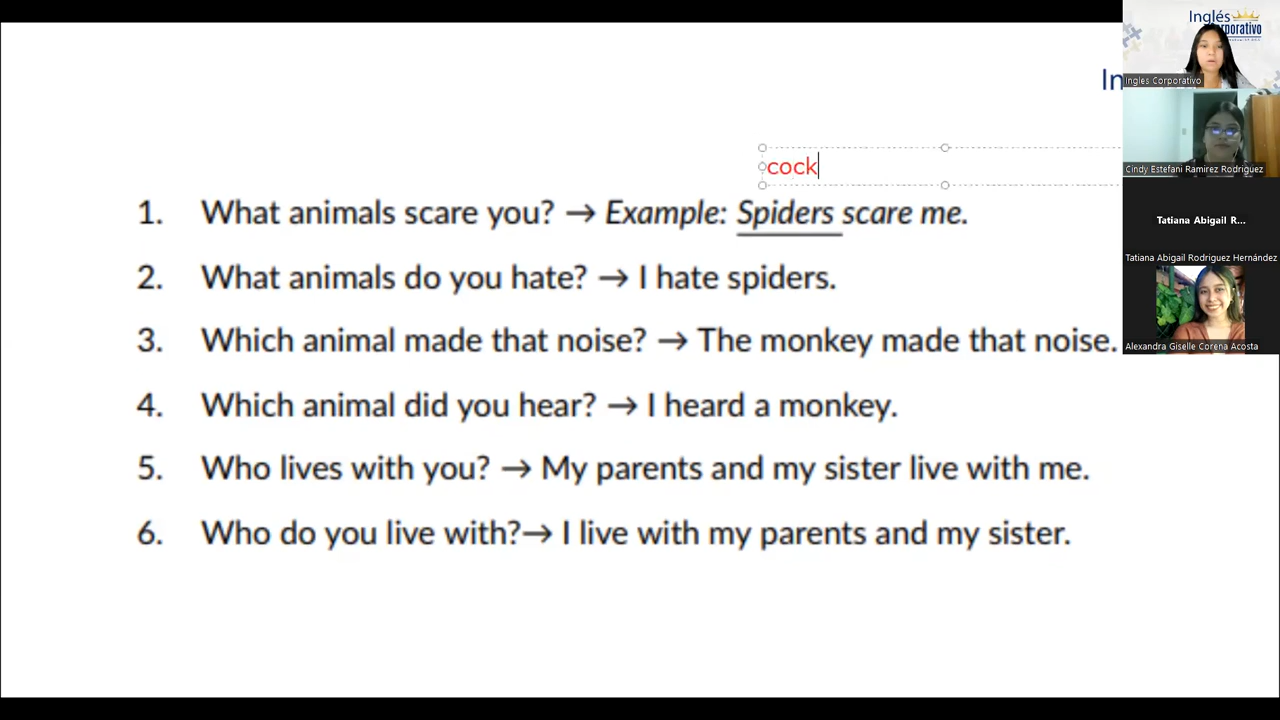 Inglés
Corporativo
Ingles Corporativo
In
cock
Cindy Estefani Ramirez Rodriguez
1. What animals scare you? → Example: Spiders scare me.
Tatiana Abigail R...
Tatiana Abigail Rodriguez Hernández
2. What animals do you hate? → I hate spiders.
3. Which animal made that noise? → The monkey made that noise.
Alexandra Giselle Corena Acosta
4. Which animal did you hear? → I heard a monkey.
5. Who lives with you? → My parents and my sister live with me.
6. Who do you live with?→ I live with my parents and my sister.